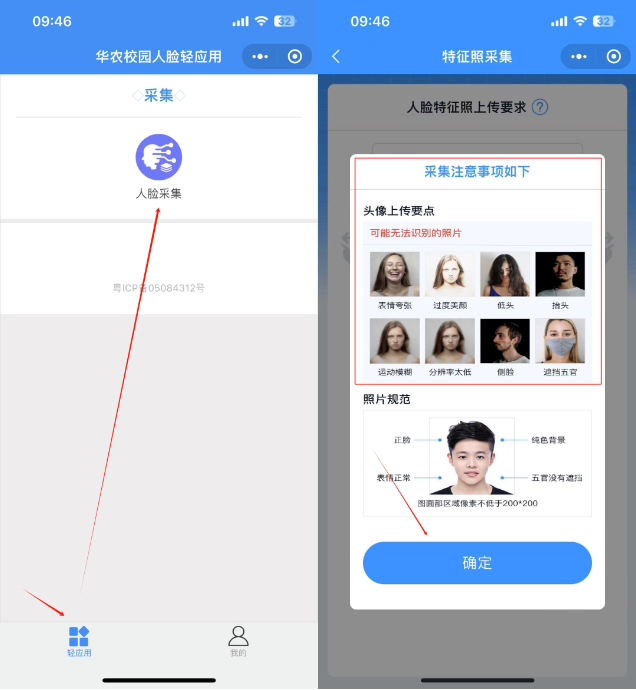 09:46
32
华农校园人脸轻应用
采集
人脸采集
粤ICP备05084312号
轻应用
我的
09:46
32
特征照采集
人脸特征照上传要求
?
采集注意事项如下
头像上传要点
可能无法识别的照片
表情夸张 过度美颜 低头 抬头
运动模糊 分辨率太低 侧脸 遮挡五官
照片规范
正脸 纯色背景
表情正常 五官没有遮挡
图面部区域像素不低于200*200
确定